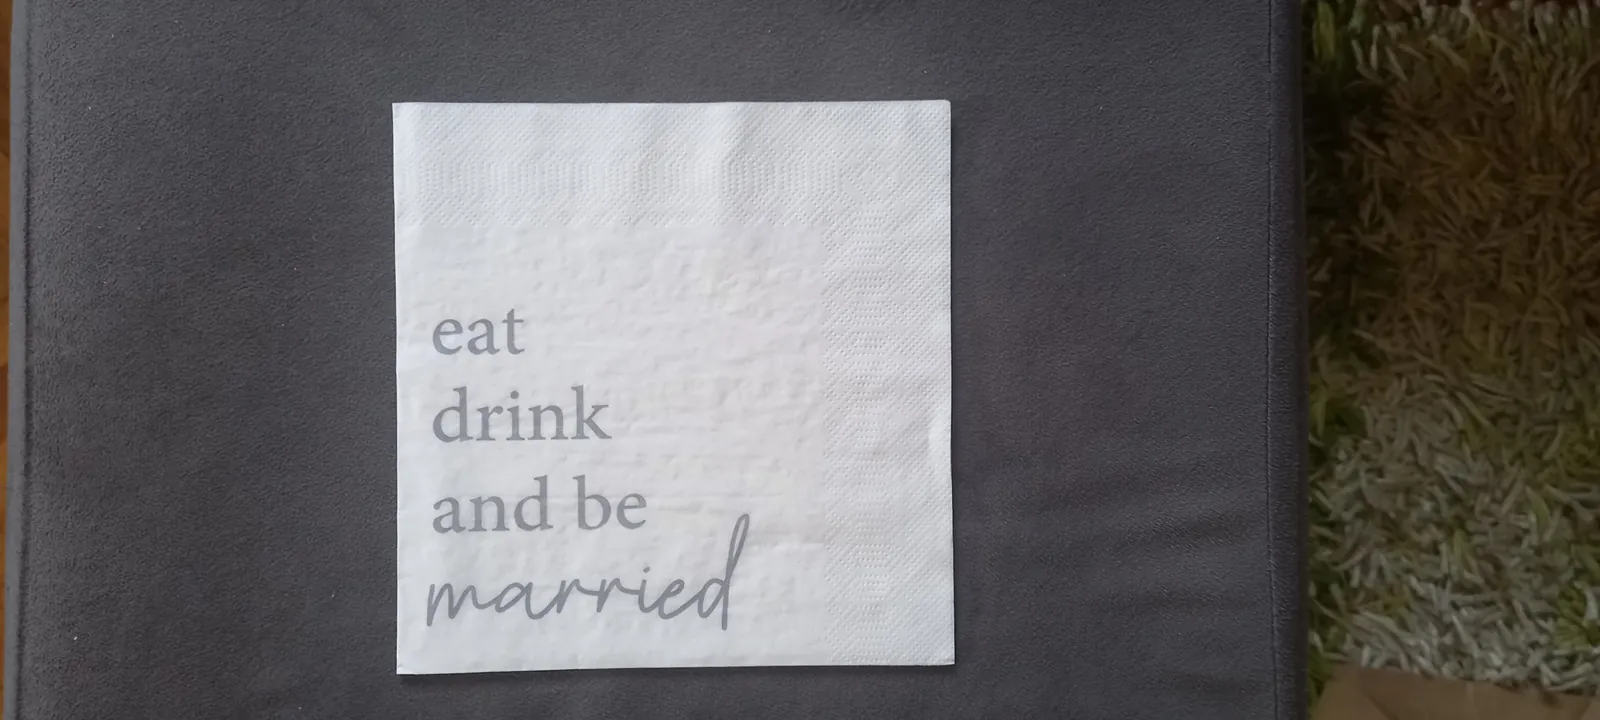 eat
drink
and be
married